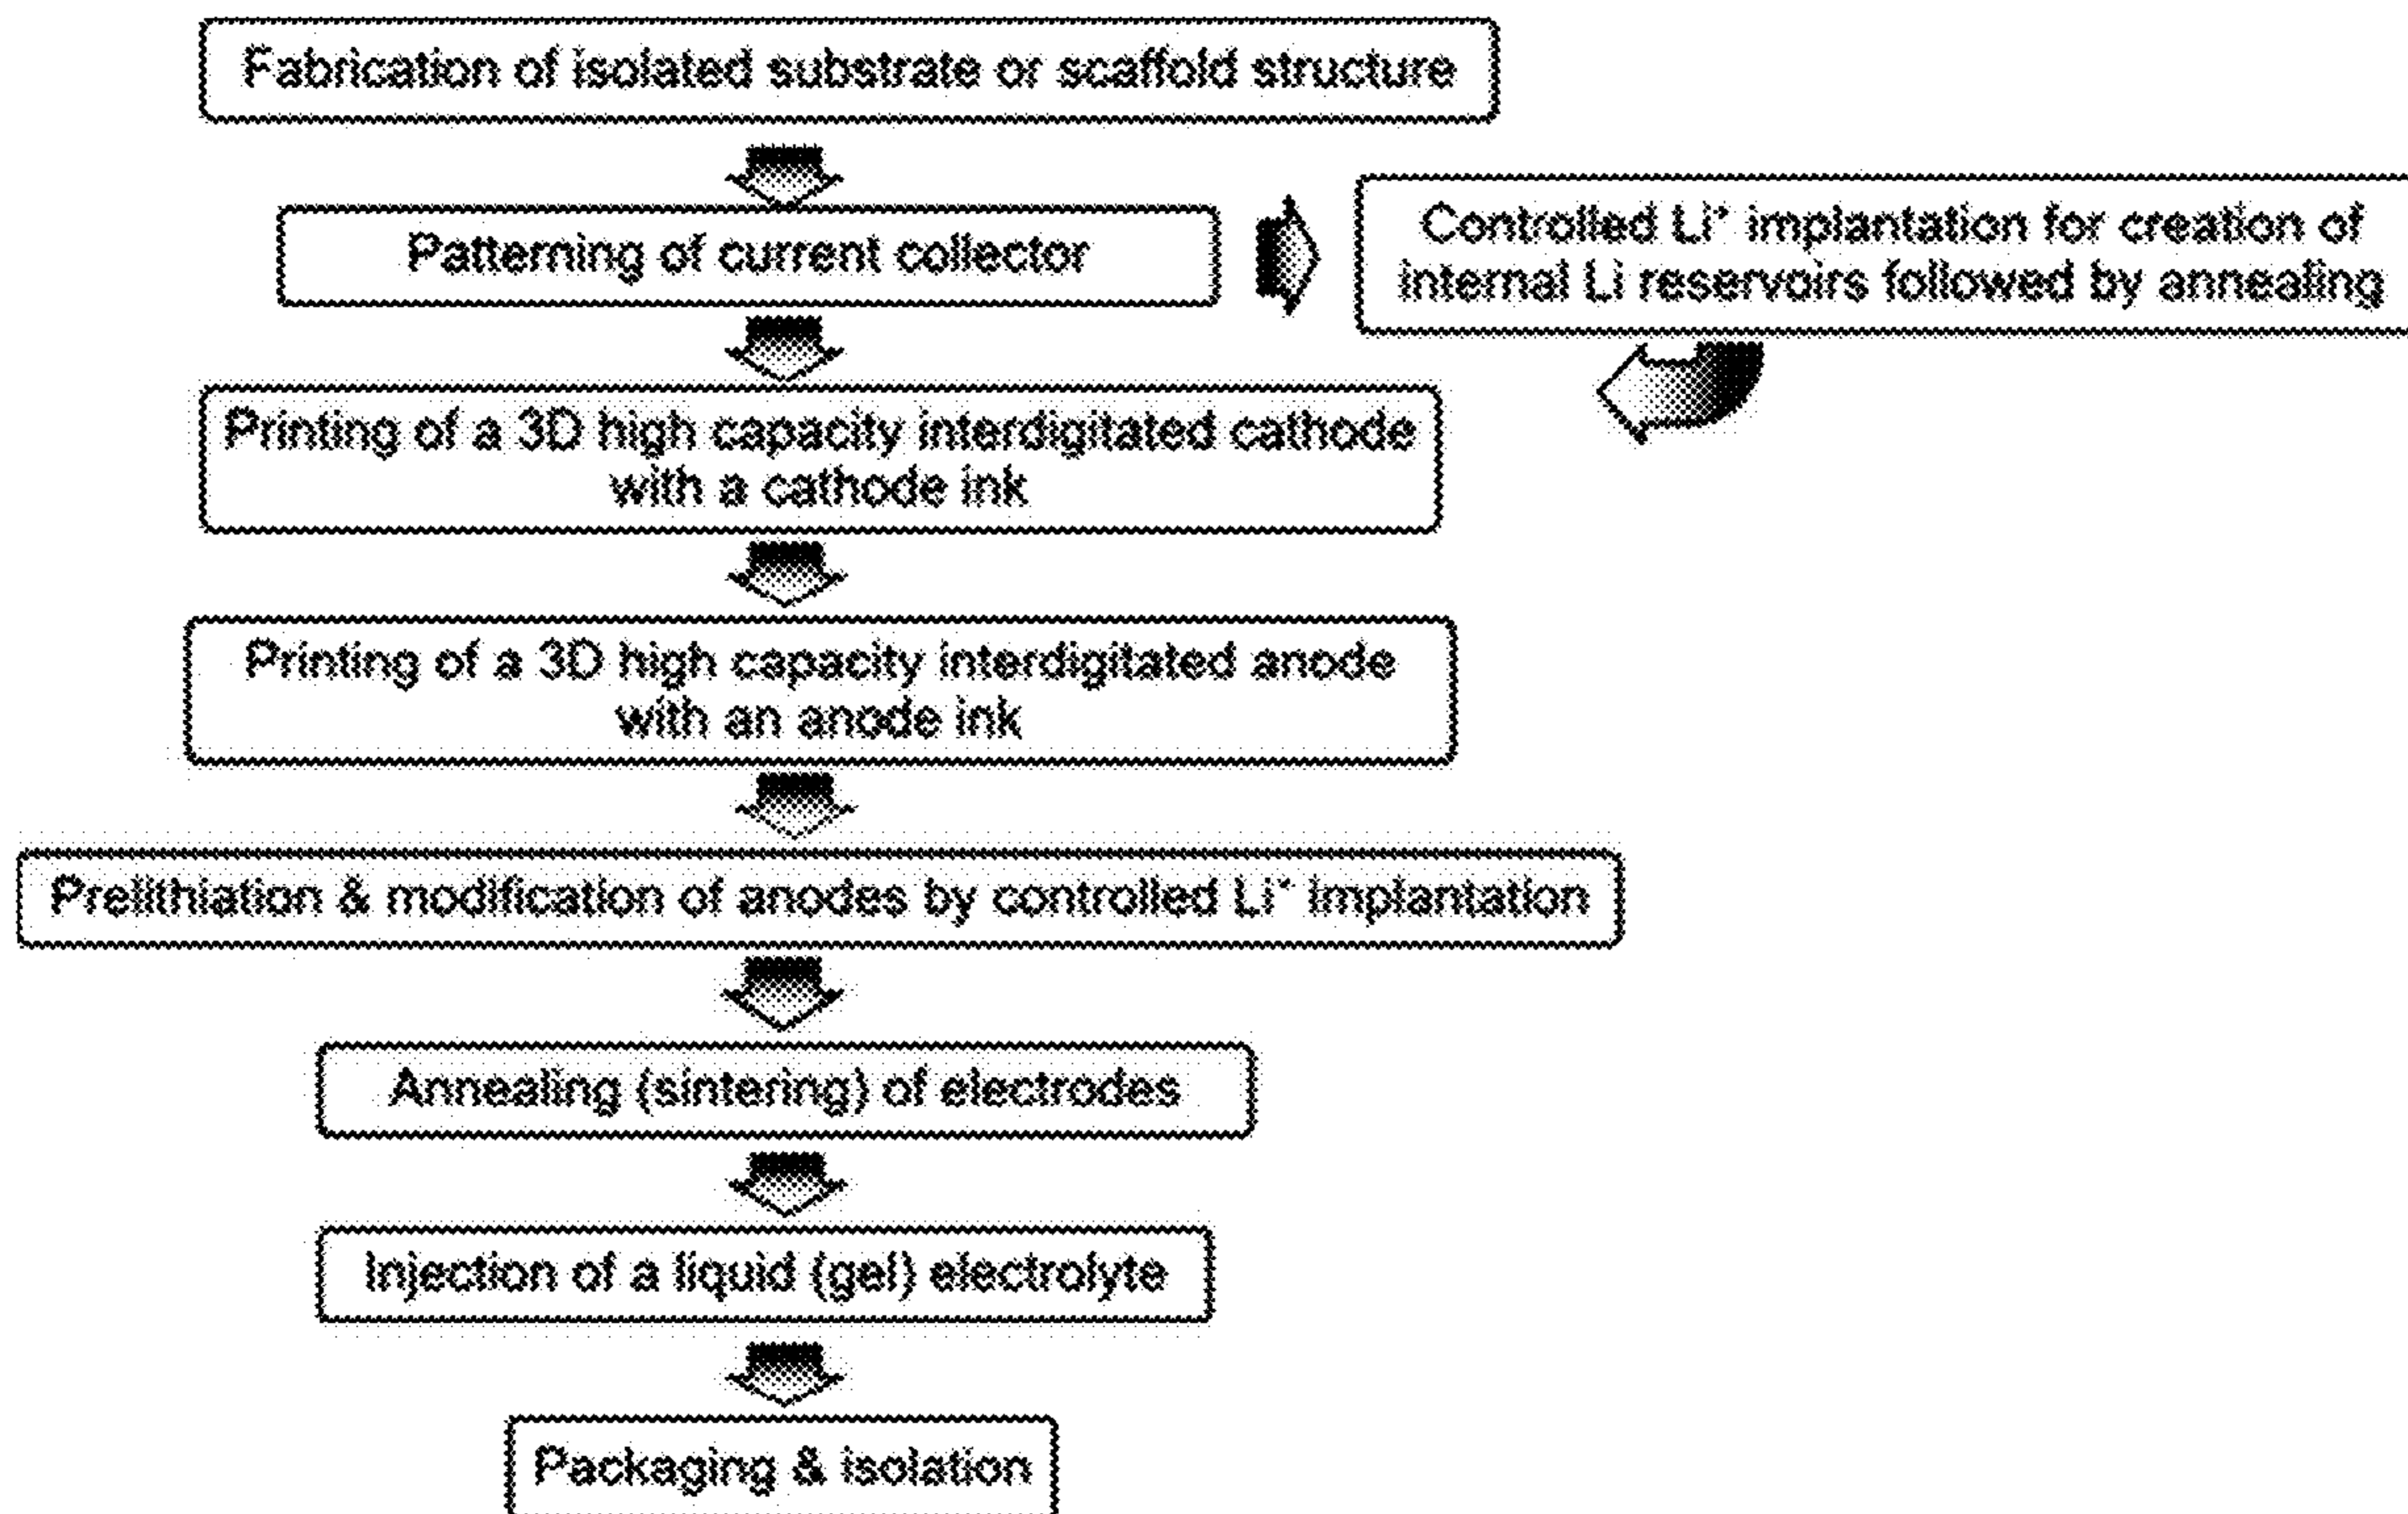 Fabrication of isolated substrate or scaffold structure
Patterning of current collector
Controlled Li⁺ implantation for creation of
internal Li reservoirs followed by annealing
Printing of a 3D high capacity interdigitated cathode
with a cathode ink
Printing of a 3D high capacity interdigitated anode
with an anode ink
Prelithiation & modification of anodes by controlled Li⁺ implantation
Annealing (sintering) of electrodes
Injection of a liquid (gel) electrolyte
Packaging & isolation